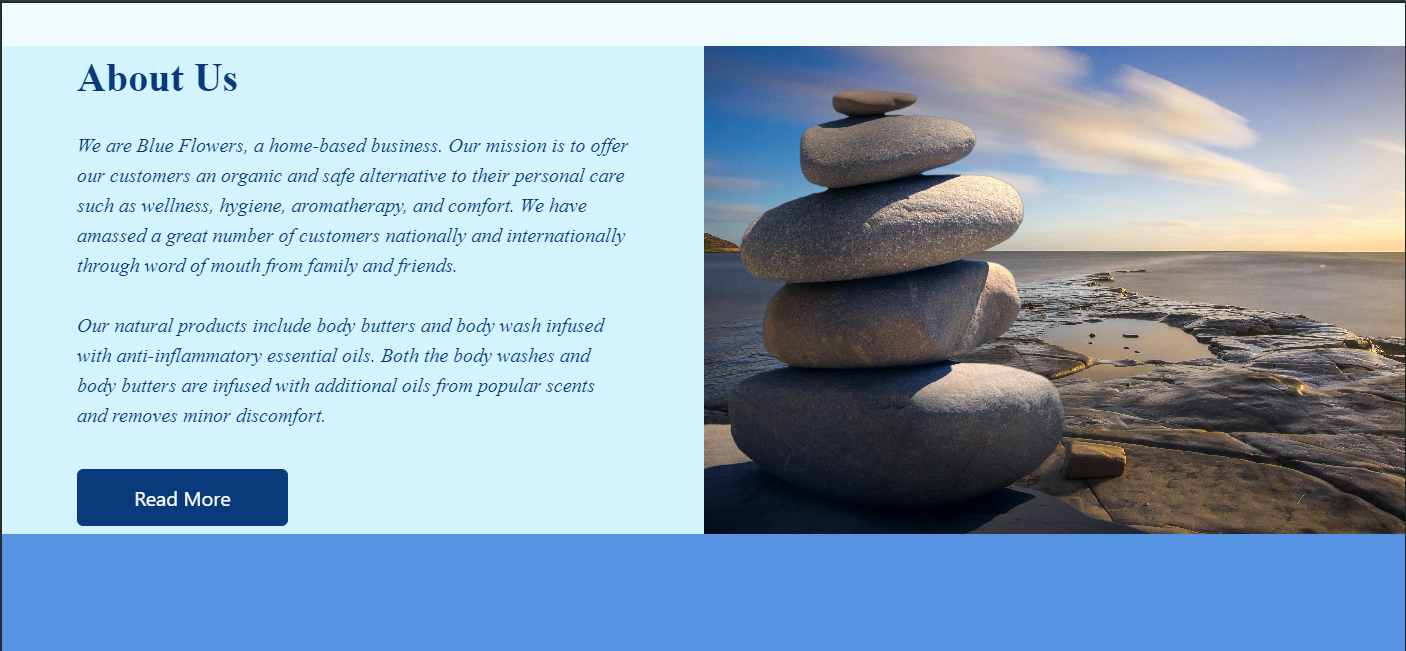 About Us
We are Blue Flowers, a home-based business. Our mission is to offer
our customers an organic and safe alternative to their personal care
such as wellness, hygiene, aromatherapy, and comfort. We have
amassed a great number of customers nationally and internationally
through word of mouth from family and friends.
Our natural products include body butters and body wash infused
with anti-inflammatory essential oils. Both the body washes and
body butters are infused with additional oils from popular scents
and removes minor discomfort.
Read More